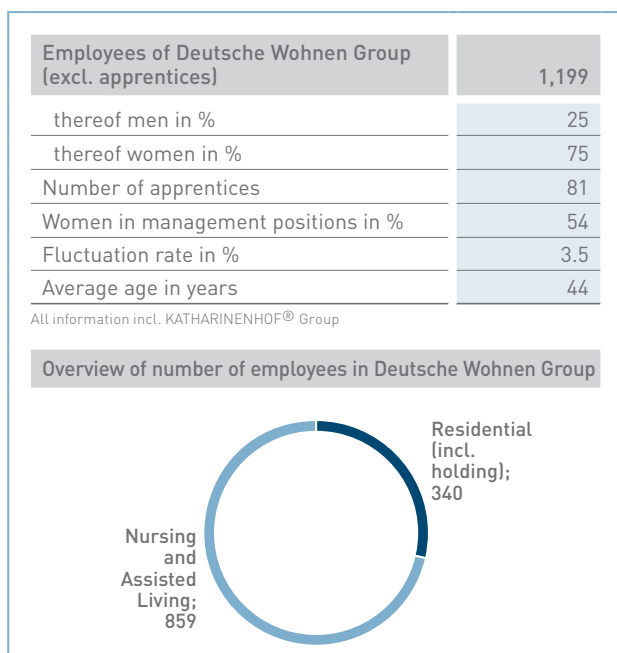 Employees of Deutsche Wohnen Group
(excl. apprentices) 1,199
thereof men in % 25
thereof women in % 75
Number of apprentices 81
Women in management positions in % 54
Fluctuation rate in % 3.5
Average age in years 44
All information incl. KATHARINENHOF® Group
Overview of number of employees in Deutsche Wohnen Group
Residential
(incl.
holding);
340
Nursing
and
Assisted
Living;
859